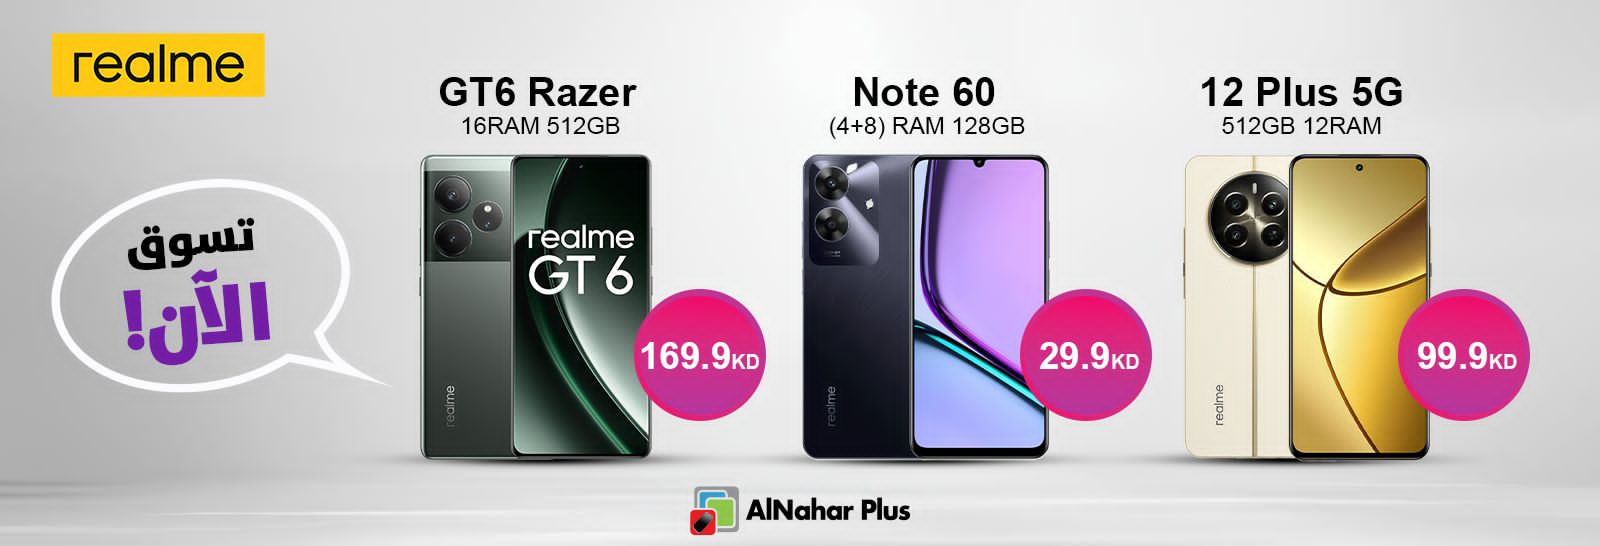 realme
تسوق
الآن!
GT6 Razer
16RAM 512GB
realme
GT 6
realme
169.9KD
Note 60
(4+8) RAM 128GB
realme
29.9KD
12 Plus 5G
512GB 12RAM
realme
99.9KD
AlNahar Plus